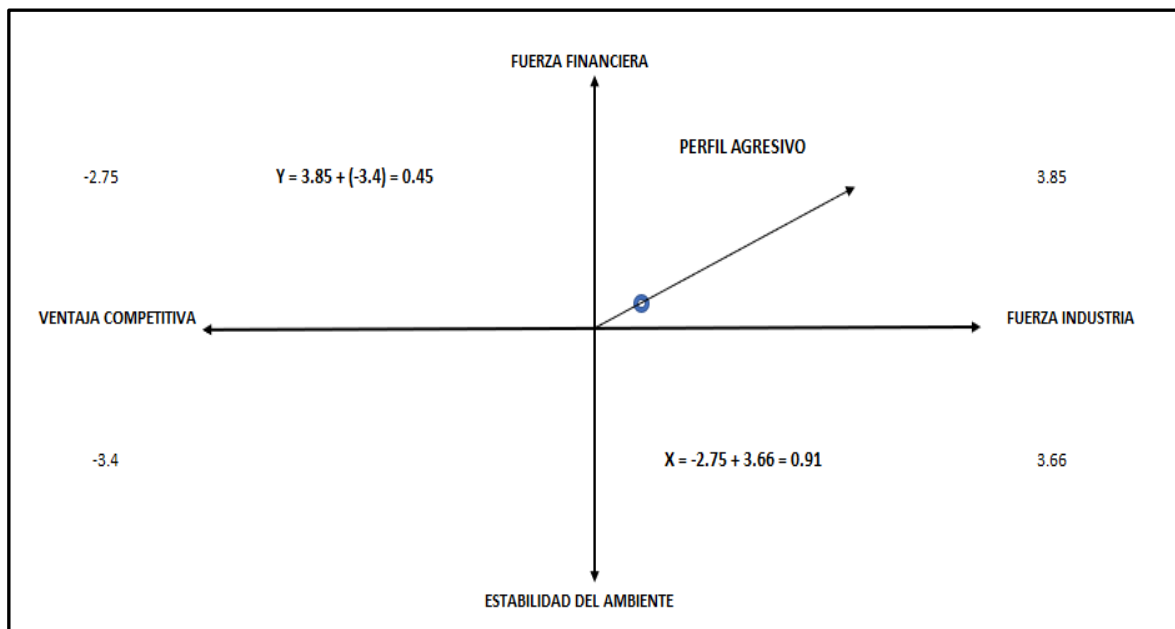 FUERZA FINANCIERA
PERFIL AGRESIVO
-2.75
Y = 3.85 + (-3.4) = 0.45
3.85
VENTAJA COMPETITIVA
FUERZA INDUSTRIA
-3.4
X = -2.75 + 3.66 = 0.91
3.66
ESTABILIDAD DEL AMBIENTE